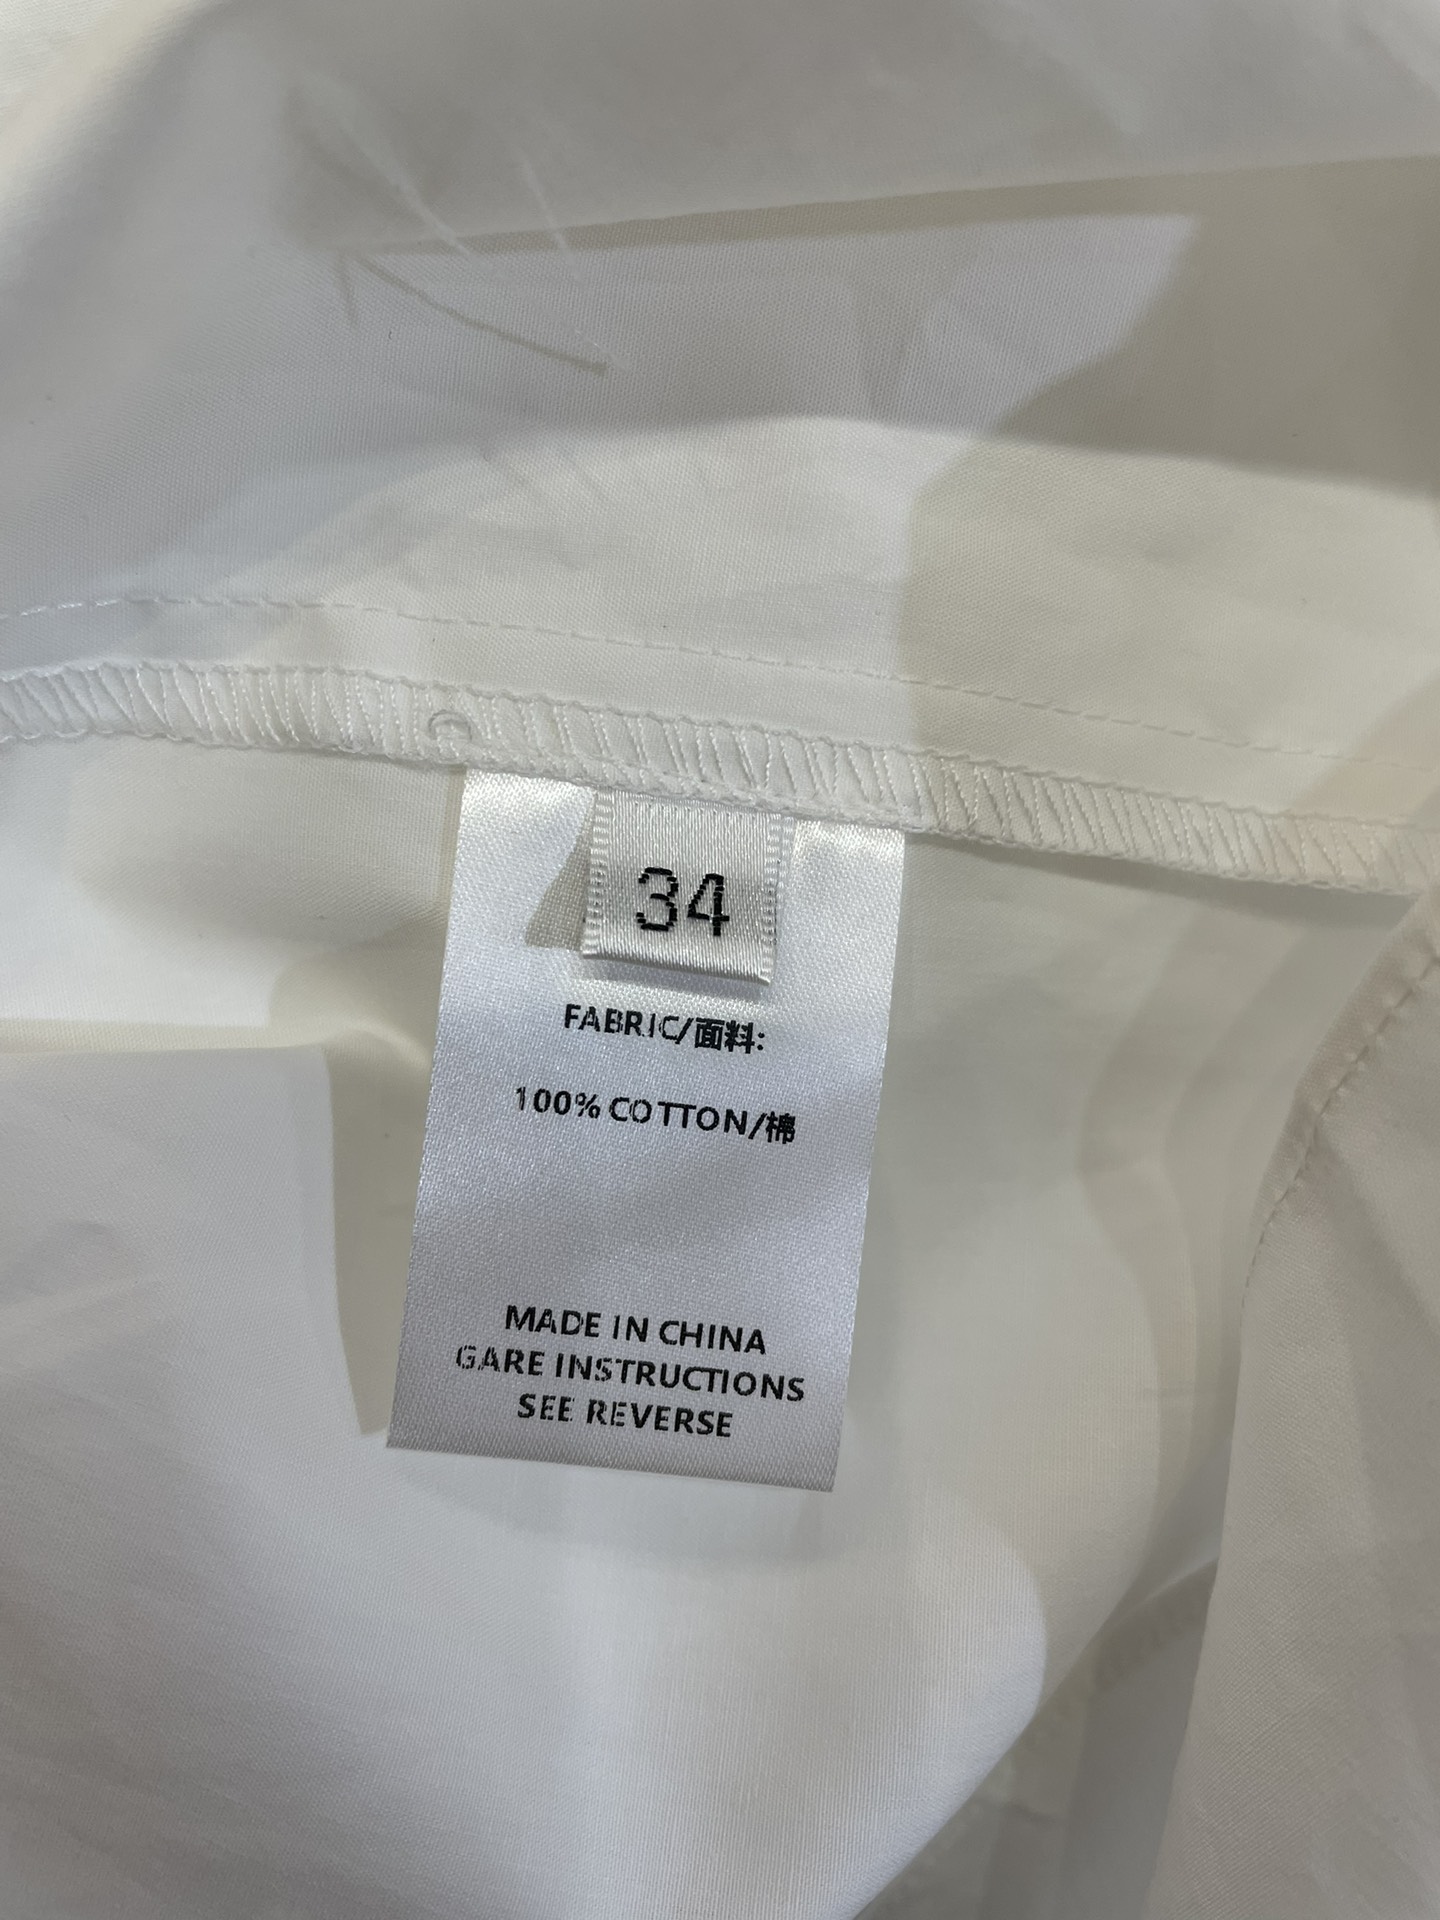 34
FABRIC/面料:
100% COTTON/棉
MADE IN CHINA
GARE INSTRUCTIONS
SEE REVERSE